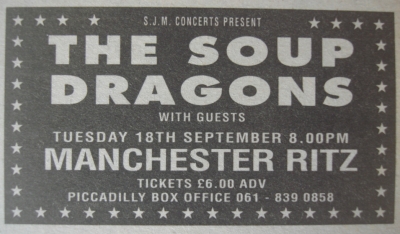 S.J.M. CONCERTS PRESENT
THE SOUP
DRAGONS
WITH GUESTS
TUESDAY 18TH SEPTEMBER 8.00PM
MANCHESTER RITZ
TICKETS £6.00 ADV
PICCADILLY BOX OFFICE 061 - 839 0858